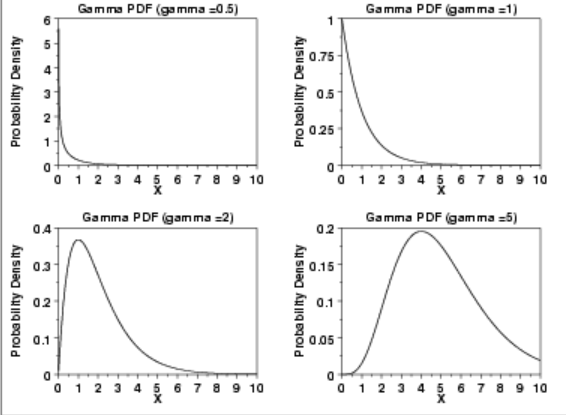 Gamma PDF (gamma =0.5)
6
5
4
3
2
1
0
Probability Density
0 1 2 3 4 5 6 7 8 9 10
X
Gamma PDF (gamma =1)
1
0.75
0.5
0.25
0
Probability Density
0 1 2 3 4 5 6 7 8 9 10
X
Gamma PDF (gamma =2)
0.4
0.3
0.2
0.1
0
Probability Density
0 1 2 3 4 5 6 7 8 9 10
X
Gamma PDF (gamma =5)
0.2
0.15
0.1
0.05
0
Probability Density
0 1 2 3 4 5 6 7 8 9 10
X